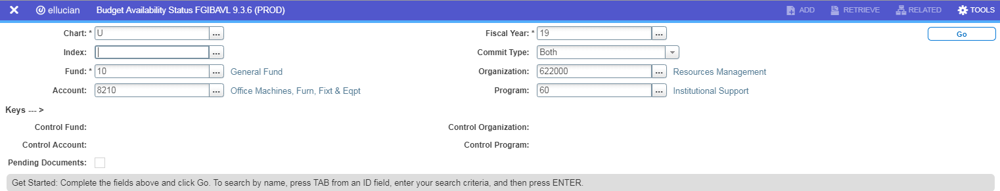 ✕ ellucian Budget Availability Status FGIBAVL 9.3.6 (PROD) ADD RETRIEVE RELATED TOOLS
Chart: * U ... Fiscal Year: * 19 ... Go
Index: ... Commit Type: Both
Fund: * 10 ... General Fund Organization: 622000 ... Resources Management
Account: 8210 ... Office Machines, Furn, Fixt & Eqpt Program: 60 ... Institutional Support
Keys --- >
Control Fund: Control Organization:
Control Account: Control Program:
Pending Documents:
Get Started: Complete the fields above and click Go. To search by name, press TAB from an ID field, enter your search criteria, and then press ENTER.